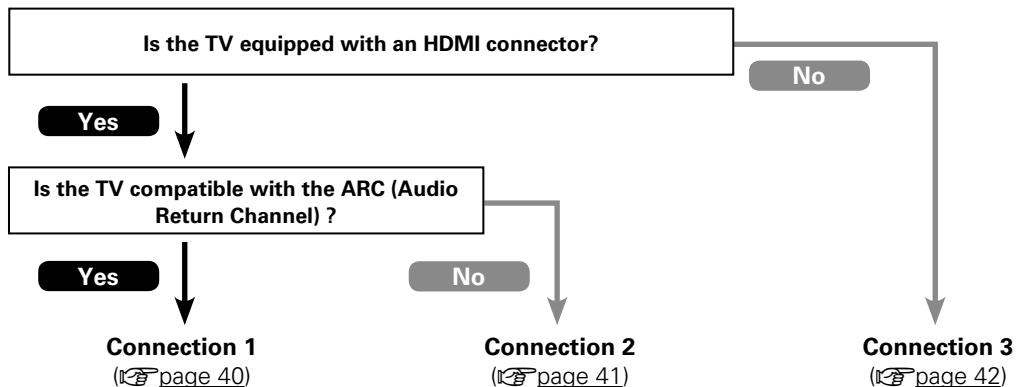 Is the TV equipped with an HDMI connector?
No
Yes
Is the TV compatible with the ARC (Audio
Return Channel) ?
Yes
No
Connection 1
(page 40)
Connection 2
(page 41)
Connection 3
(page 42)